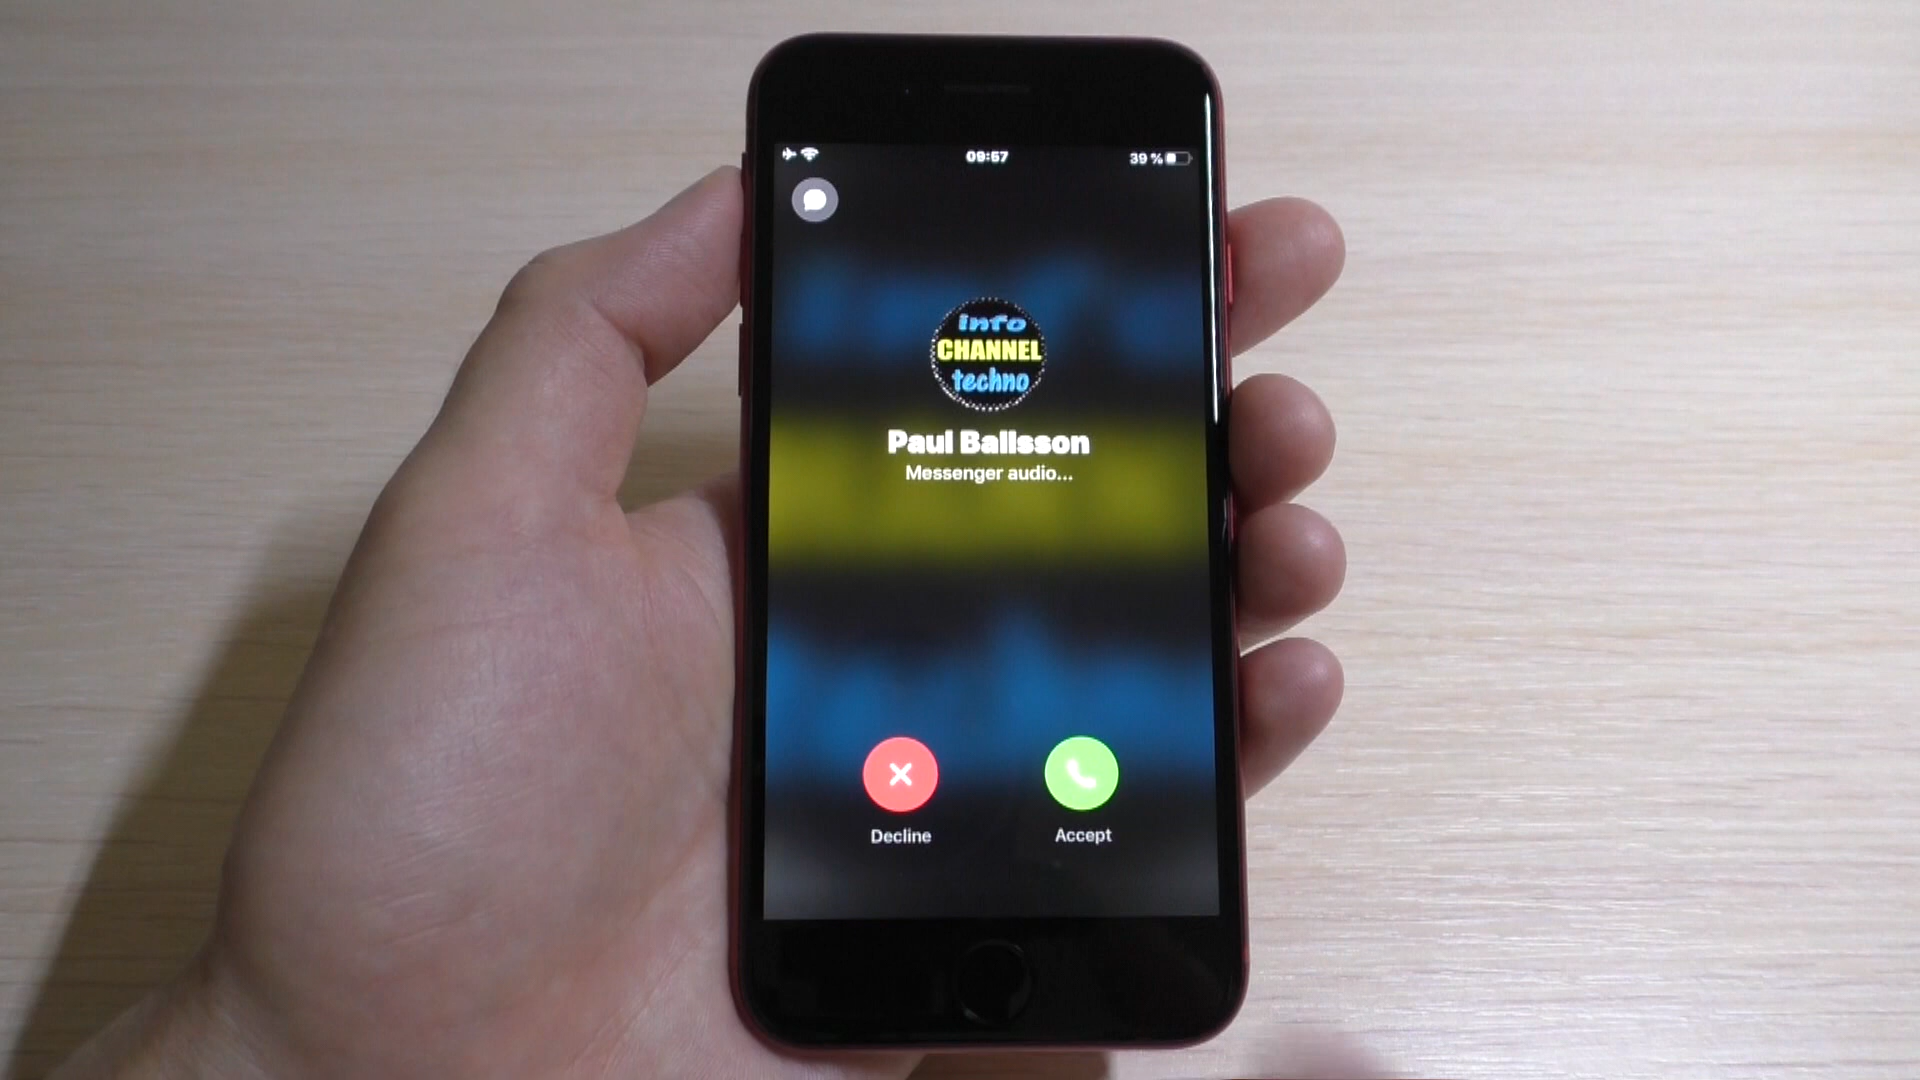 09:57
39 %
info
CHANNEL
techno
Paul Ballsson
Messenger audio...
Decline
Accept